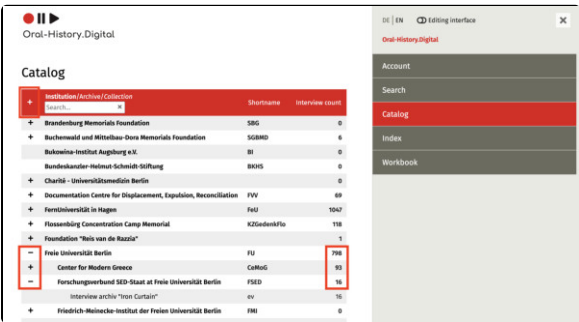 Oral-History.Digital
DE | EN Editing interface
Oral-History.Digital
Account
Search
Catalog
Index
Workbook
Catalog
+ Institution/Archive/Collection Shortname Interview count
Search...
+ Brandenburg Memorials Foundation SBG 0
+ Buchenwald und Mittelbau-Dora Memorials Foundation SGBMD 6
Bukowina-Institut Augsburg e.V. BI 0
Bundeskanzler-Helmut-Schmidt-Stiftung BKHS 0
+ Charité - Universitätsmedizin Berlin 0
+ Documentation Centre for Displacement, Expulsion, Reconciliation FVV 69
+ FernUniversität in Hagen FeU 1047
+ Flossenbürg Concentration Camp Memorial KZGedenkFlo 118
+ Foundation "Reis van de Razzia" 1
− Freie Universität Berlin FU 798
+ Center for Modern Greece CeMoG 93
− Forschungsverbund SED-Staat at Freie Universität Berlin FSED 16
Interview archiv "Iron Curtain" ev 16
+ Friedrich-Meinecke-Institut der Freien Universität Berlin FMI 0